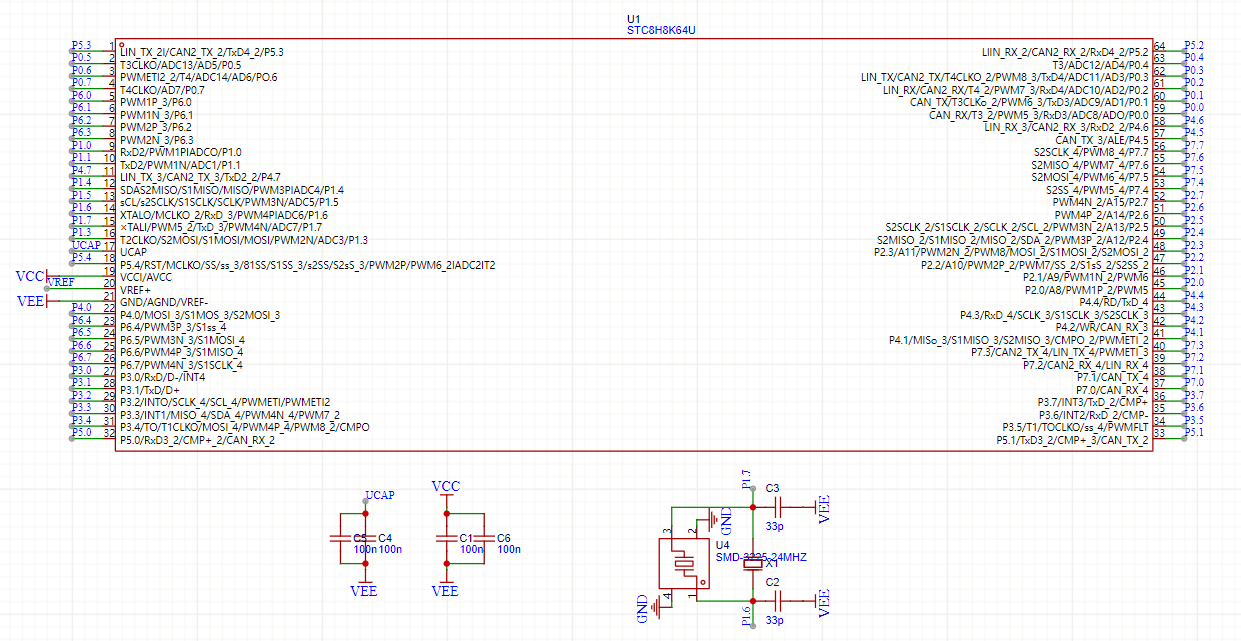 U1
STC8H8K64U
P5.3 1 LIN_TX_2I/CAN2_TX_2/TxD4_2/P5.3
P0.5 2 T3CLKO/ADC13/AD5/P0.5
P0.6 3 PWMETI2_2/T4/ADC14/AD6/PO.6
P0.7 4 T4CLKO/AD7/P0.7
P6.0 5 PWM1P_3/P6.0
P6.1 6 PWM1N_3/P6.1
P6.2 7 PWM2P_3/P6.2
P6.3 8 PWM2N_3/P6.3
P1.0 9 RxD2/PWM1PIADCO/P1.0
P1.1 10 TxD2/PWM1N/ADC1/P1.1
P4.7 11 LIN_TX_3/CAN2_TX_3/TxD2_2/P4.7
P1.4 12 SDAS2MISO/S1MISO/MISO/PWM3PIADC4/P1.4
P1.5 13 sCL/s2SCLK/S1SCLK/SCLK/PWM3N/ADC5/P1.5
P1.6 14 XTALO/MCLKO_2/RxD_3/PWM4PIADC6/P1.6
P1.7 15 ×TALI/PWM5_2/TxD_3/PWM4N/ADC7/P1.7
P1.3 16 T2CLKO/S2MOSI/S1MOSI/MOSI/PWM2N/ADC3/P1.3
UCAP 17 UCAP
P5.4 18 P5.4/RST/MCLKO/SS/ss_3/81SS/S1SS_3/s2SS/S2sS_3/PWM2P/PWM6_2IADC2IT2
VCC 19 VCCI/AVCC
VREF 20 VREF+
VEE 21 GND/AGND/VREF-
P4.0 22 P4.0/MOSI_3/S1MOS_3/S2MOSI_3
P6.4 23 P6.4/PWM3P_3/S1ss_4
P6.5 24 P6.5/PWM3N_3/S1MOSI_4
P6.6 25 P6.6/PWM4P_3/S1MISO_4
P6.7 26 P6.7/PWM4N_3/S1SCLK_4
P3.0 27 P3.0/RxD/D-/INT4
P3.1 28 P3.1/TxD/D+
P3.2 29 P3.2/INTO/SCLK_4/SCL_4/PWMETI/PWMETI2
P3.3 30 P3.3/INT1/MISO_4/SDA_4/PWM4N_4/PWM7_2
P3.4 31 P3.4/TO/T1CLKO/MOSI_4/PWM4P_4/PWM8_2/CMPO
P5.0 32 P5.0/RxD3_2/CMP+_2/CAN_RX_2
LIIN_RX_2/CAN2_RX_2/RxD4_2/P5.2 64 P5.2
T3/ADC12/AD4/P0.4 63 P0.4
LIN_TX/CAN2_TX/T4CLKO_2/PWM8_3/TxD4/ADC11/AD3/P0.3 62 P0.3
LIN_RX/CAN2_RX/T4_2/PWM7_3/RxD4/ADC10/AD2/P0.2 61 P0.2
CAN_TX/T3CLKo_2/PWM6_3/TxD3/ADC9/AD1/P0.1 60 P0.1
CAN_RX/T3_2/PWM5_3/RxD3/ADC8/ADO/P0.0 59 P0.0
LIN_RX_3/CAN2_RX_3/RxD2_2/P4.6 58 P4.6
CAN_TX_3/ALE/P4.5 57 P4.5
S2SCLK_4/PWM8_4/P7.7 56 P7.7
S2MISO_4/PWM7_4/P7.6 55 P7.6
S2MOSI_4/PWM6_4/P7.5 54 P7.5
S2SS_4/PWM5_4/P7.4 53 P7.4
PWM4N_2/A15/P2.7 52 P2.7
PWM4P_2/A14/P2.6 51 P2.6
S2SCLK_2/S1SCLK_2/SCLK_2/SCL_2/PWM3N_2/A13/P2.5 50 P2.5
S2MISO_2/S1MISO_2/MISO_2/SDA_2/PWM3P_2/A12/P2.4 49 P2.4
P2.3/A11/PWM2N_2/PWM8/MOSI_2/S1MOSI_2/S2MOSI_2 48 P2.3
P2.2/A10/PWM2P_2/PWM7/SS_2/S1sS_2/S2SS_2 47 P2.2
P2.1/A9/PWM1N_2/PWM6 46 P2.1
P2.0/A8/PWM1P_2/PWM5 45 P2.0
P4.4/RD/TxD_4 44 P4.4
P4.3/RxD_4/SCLK_3/S1SCLK_3/S2SCLK_3 43 P4.3
P4.2/WR/CAN_RX_3 42 P4.2
P4.1/MISo_3/S1MISO_3/S2MISO_3/CMPO_2/PWMETI_2 41 P4.1
P7.3/CAN2_TX_4/LIN_TX_4/PWMETI_3 40 P7.3
P7.2/CAN2_RX_4/LIN_RX_4 39 P7.2
P7.1/CAN_TX_4 38 P7.1
P7.0/CAN_RX_4 37 P7.0
P3.7/INT3/TxD_2/CMP+ 36 P3.7
P3.6/INT2/RxD_2/CMP- 35 P3.6
P3.5/T1/TOCLKO/ss_4/PWMFLT 34 P3.5
P5.1/TxD3_2/CMP+_3/CAN_TX_2 33 P5.1
UCAP
C5 C4
100n 100n
VEE
VCC
C1 C6
100n 100n
VEE
P1.7
C3
33p
VEE
3 2
GND
U4
SMD-3225-24MHZ
X1
4 1
GND
C2
33p
VEE
P1.6